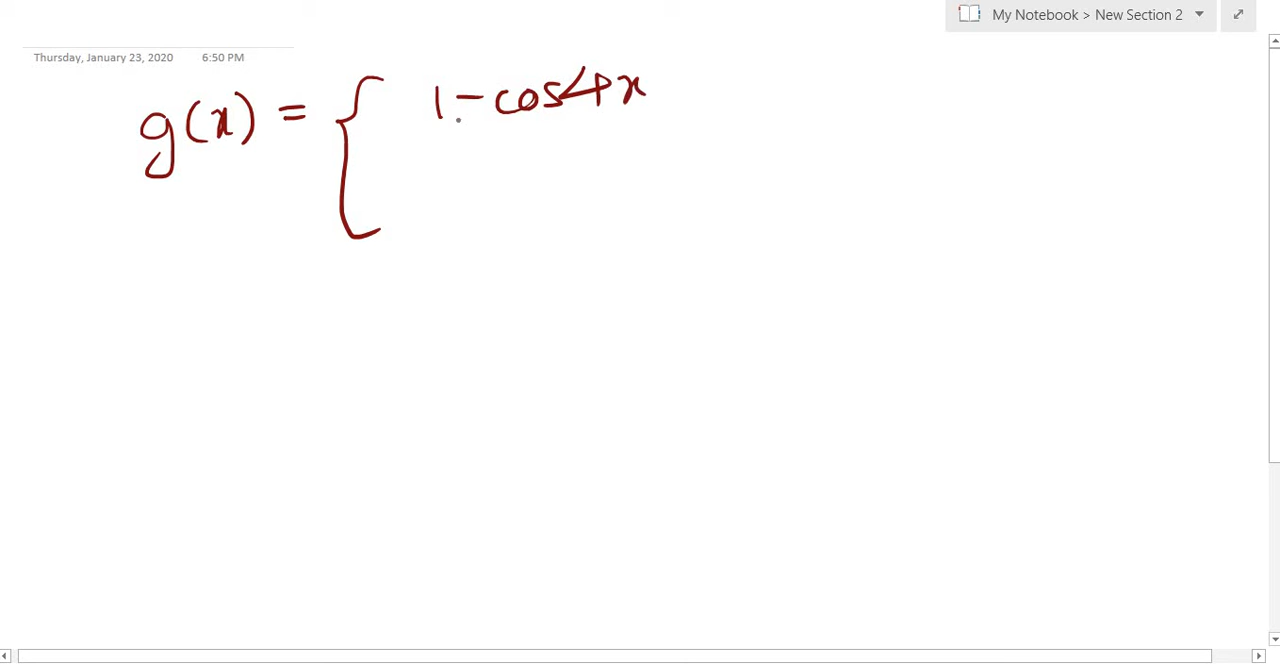 My Notebook > New Section 2
Thursday, January 23, 2020 6:50 PM
g(x) = { 1 - cos4x